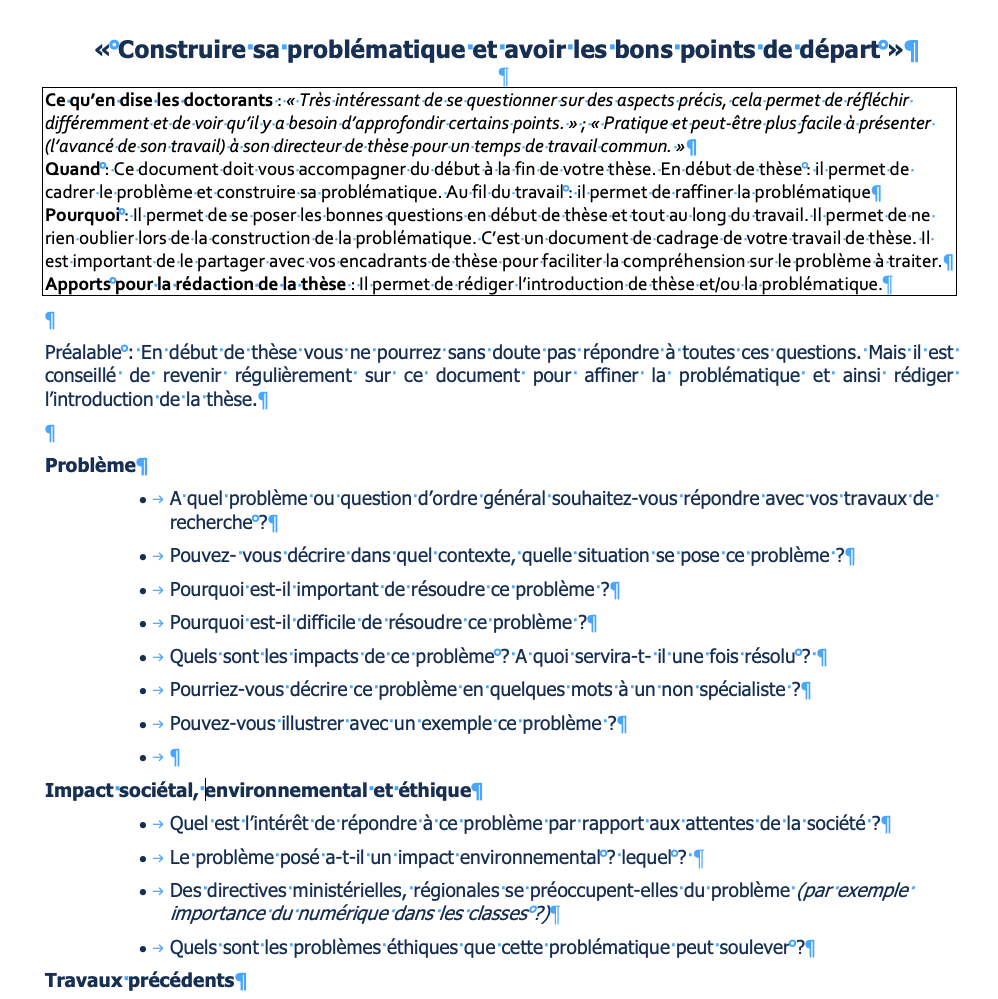 « Construire sa problématique et avoir les bons points de départ »¶
¶
Ce qu’en dise les doctorants : « Très intéressant de se questionner sur des aspects précis, cela permet de réfléchir
différemment et de voir qu’il y a besoin d’approfondir certains points. » ; « Pratique et peut-être plus facile à présenter
(l’avancé de son travail) à son directeur de thèse pour un temps de travail commun. »¶
Quand : Ce document doit vous accompagner du début à la fin de votre thèse. En début de thèse : il permet de
cadrer le problème et construire sa problématique. Au fil du travail : il permet de raffiner la problématique¶
Pourquoi : Il permet de se poser les bonnes questions en début de thèse et tout au long du travail. Il permet de ne
rien oublier lors de la construction de la problématique. C’est un document de cadrage de votre travail de thèse. Il
est important de le partager avec vos encadrants de thèse pour faciliter la compréhension sur le problème à traiter.¶
Apports pour la rédaction de la thèse : Il permet de rédiger l’introduction de thèse et/ou la problématique.¶
¶
Préalable : En début de thèse vous ne pourrez sans doute pas répondre à toutes ces questions. Mais il est
conseillé de revenir régulièrement sur ce document pour affiner la problématique et ainsi rédiger
l’introduction de la thèse.¶
¶
Problème¶
• → A quel problème ou question d’ordre général souhaitez-vous répondre avec vos travaux de
recherche ?¶
• → Pouvez- vous décrire dans quel contexte, quelle situation se pose ce problème ?¶
• → Pourquoi est-il important de résoudre ce problème ?¶
• → Pourquoi est-il difficile de résoudre ce problème ?¶
• → Quels sont les impacts de ce problème ? A quoi servira-t- il une fois résolu ? ¶
• → Pourriez-vous décrire ce problème en quelques mots à un non spécialiste ?¶
• → Pouvez-vous illustrer avec un exemple ce problème ?¶
• → ¶
Impact sociétal, environnemental et éthique¶
• → Quel est l’intérêt de répondre à ce problème par rapport aux attentes de la société ?¶
• → Le problème posé a-t-il un impact environnemental ? lequel ? ¶
• → Des directives ministérielles, régionales se préoccupent-elles du problème (par exemple
importance du numérique dans les classes ?)¶
• → Quels sont les problèmes éthiques que cette problématique peut soulever ?¶
Travaux précédents¶